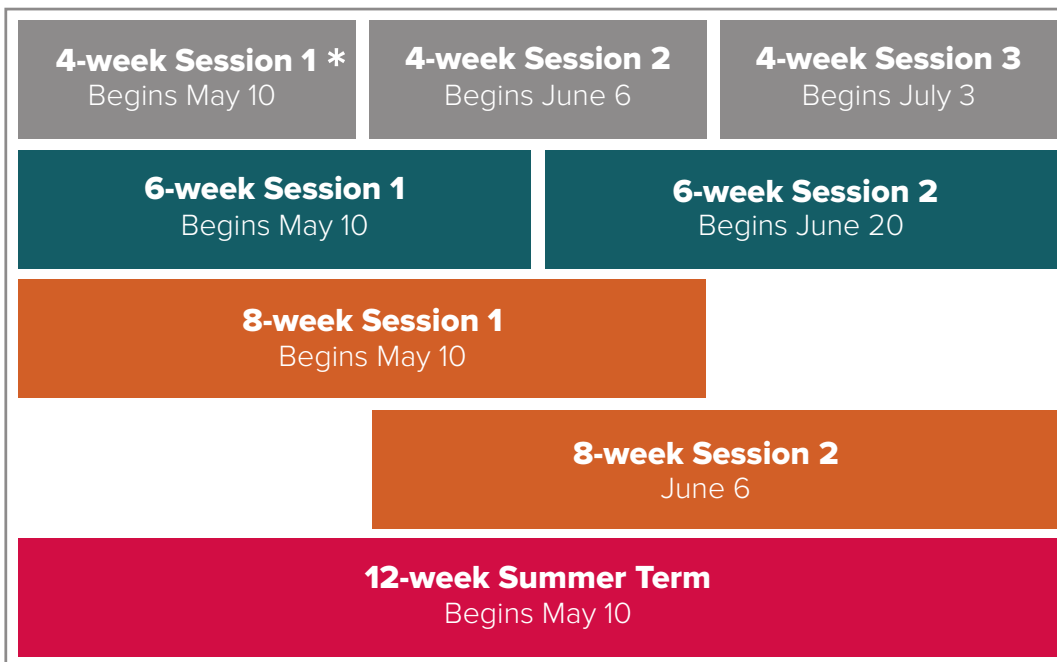 4-week Session 1 *
Begins May 10
4-week Session 2
Begins June 6
4-week Session 3
Begins July 3
6-week Session 1
Begins May 10
6-week Session 2
Begins June 20
8-week Session 1
Begins May 10
8-week Session 2
June 6
12-week Summer Term
Begins May 10